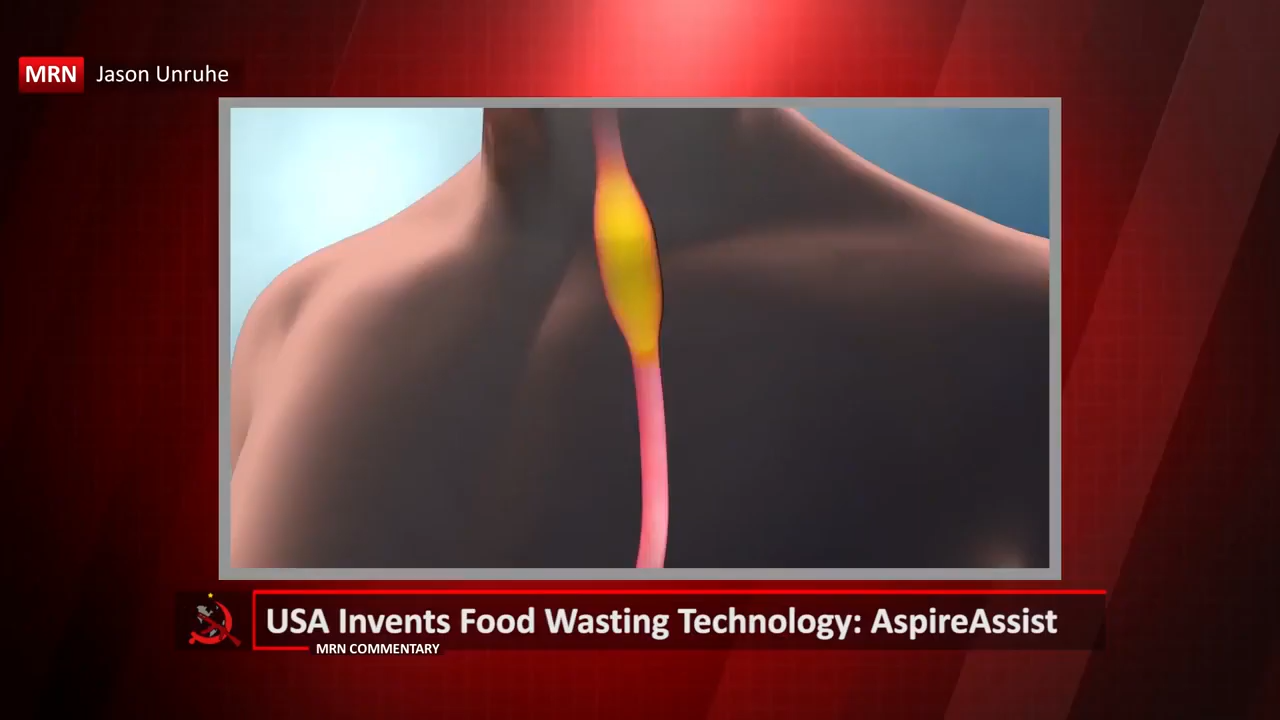 MRN Jason Unruhe
USA Invents Food Wasting Technology: AspireAssist
MRN COMMENTARY